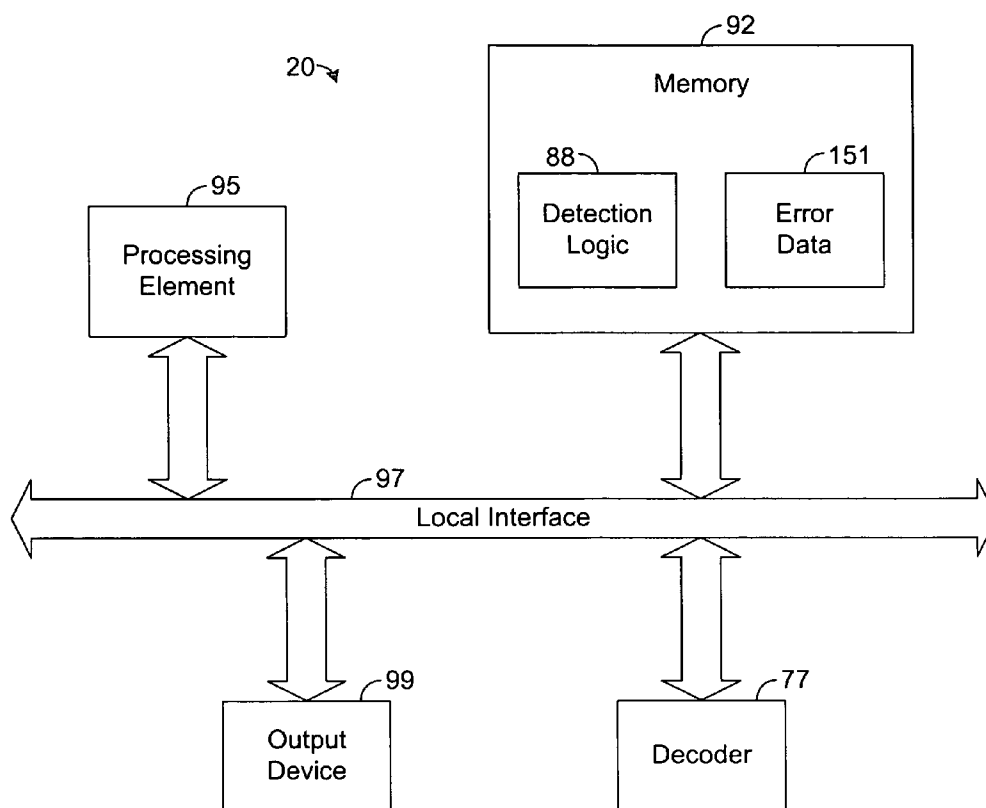 92
20
Memory
88
151
95
Detection
Logic
Error
Data
Processing
Element
97
Local Interface
99
77
Output
Device
Decoder